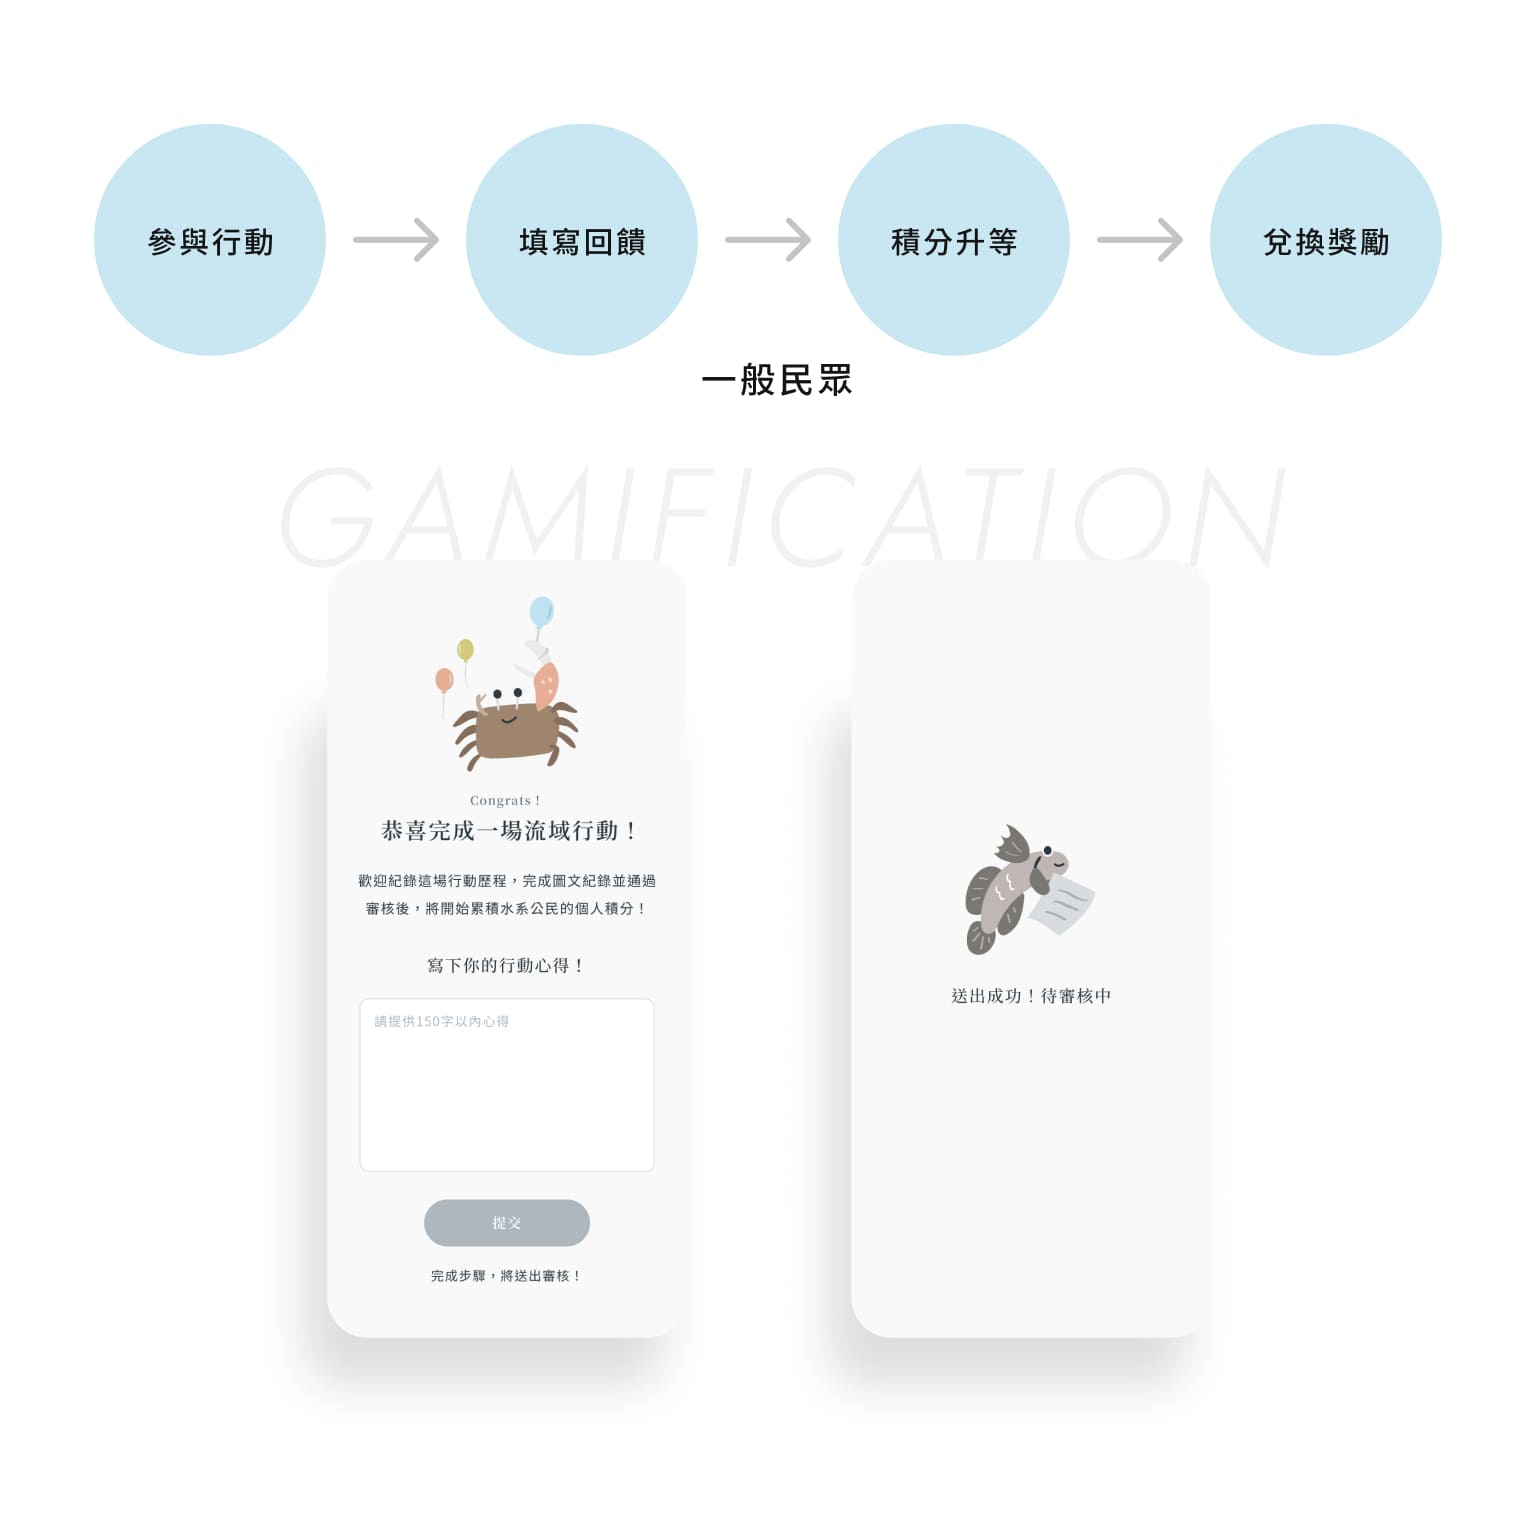 參與行動
填寫回饋
積分升等
兌換獎勵
一般民眾
GAMIFICATION
Congrats !
恭喜完成一場流域行動！
歡迎紀錄這場行動歷程，完成圖文紀錄並通過
審核後，將開始累積水系公民的個人積分！
寫下你的行動心得！
請提供150字以內心得
提交
完成步驟，將送出審核！
送出成功！待審核中